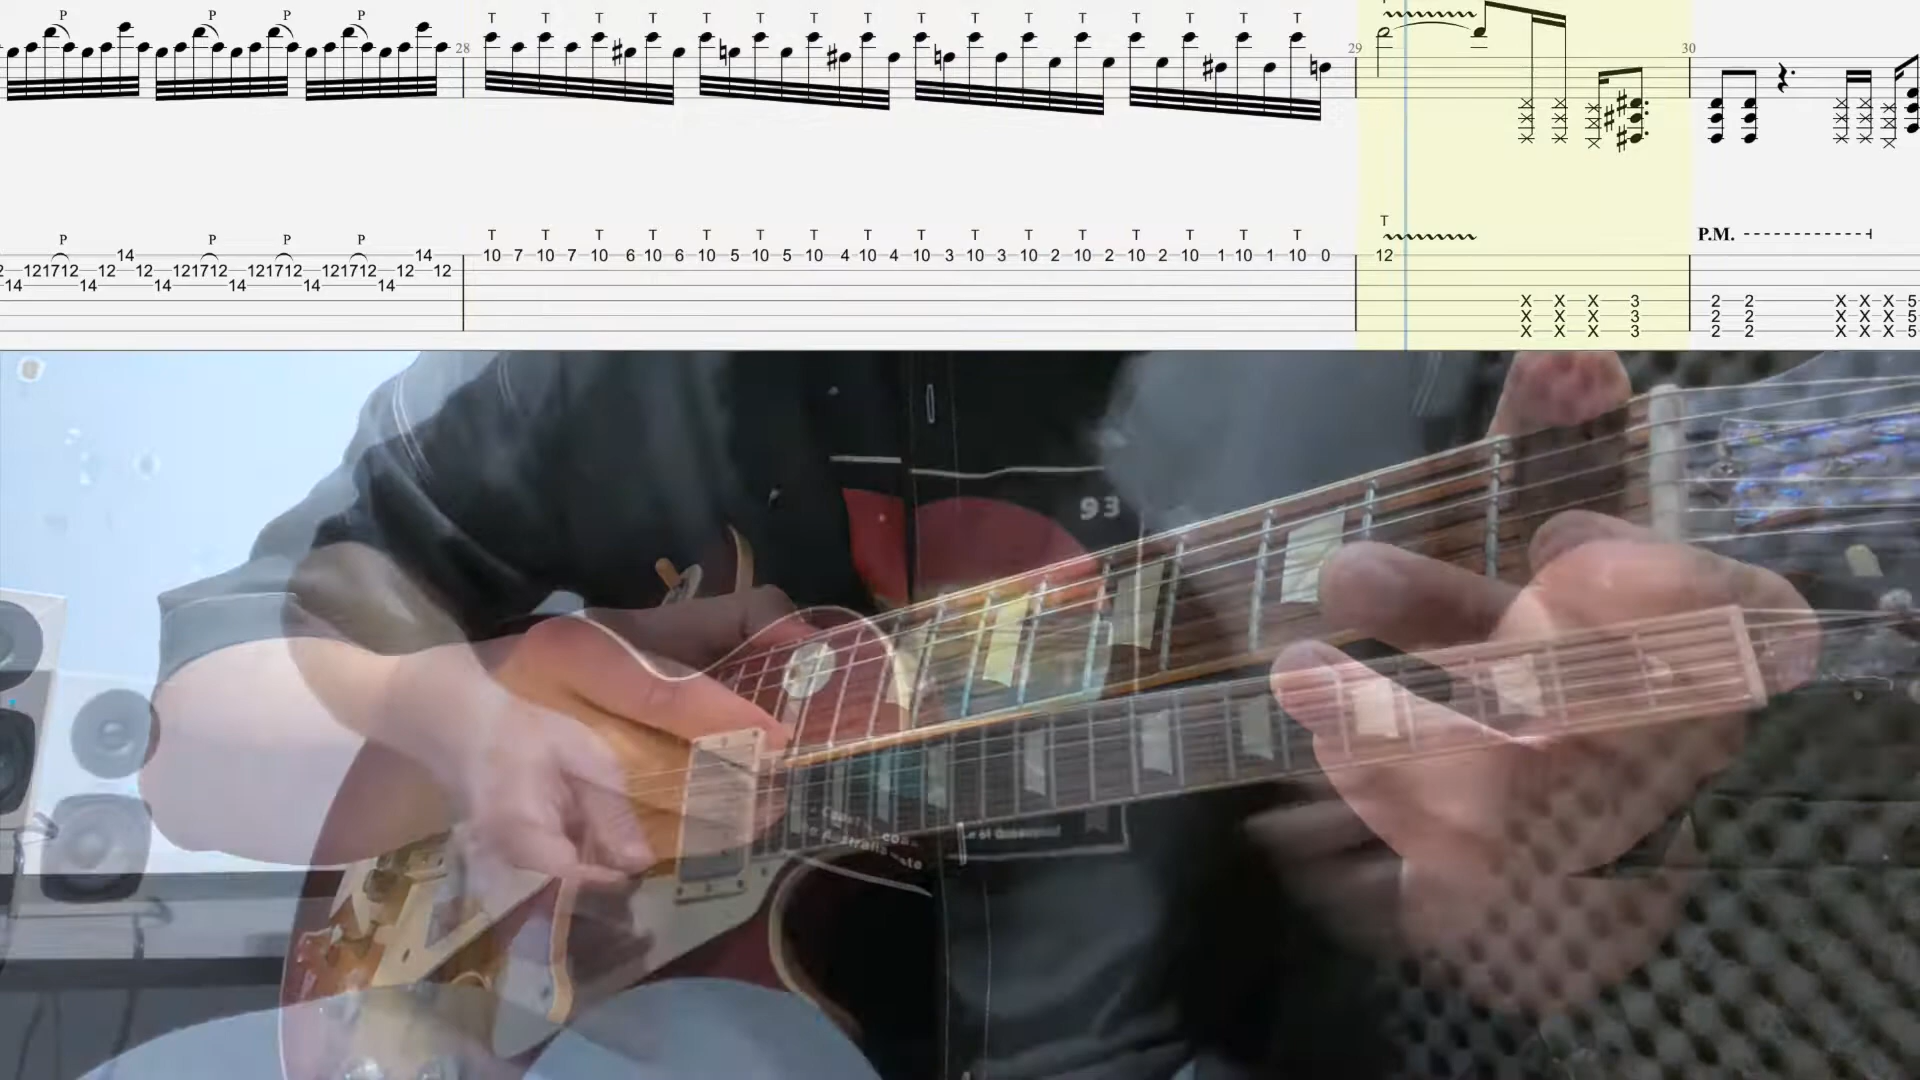 P P P P T T T T T T T T T T T T T T T T
28 29 30
P P P P T T T T T T T T T T T T T T T T T P.M.
14 14 10 7 10 7 10 6 10 6 10 5 10 5 10 4 10 4 10 3 10 3 10 2 10 2 10 2 10 1 10 1 10 0 12
2 121712 12 12 121712 121712 121712 12 12
14 14 14 14 14 14
X X X 3 2 2 X X X 5
X X X 3 2 2 X X X 5
X X X 3 2 2 X X X 5
93